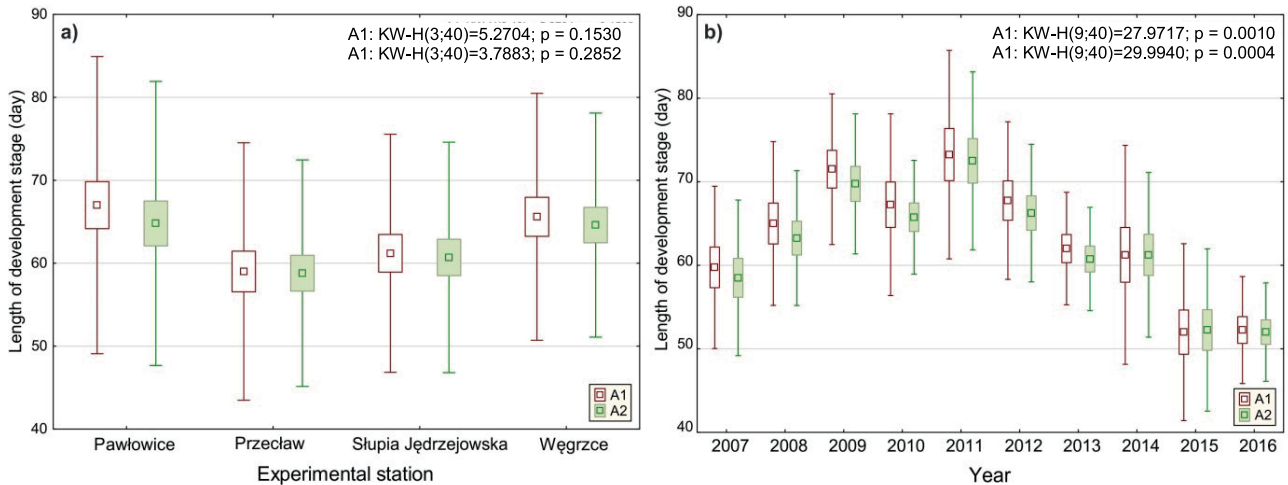 90
80
70
60
50
40
Length of development stage (day)
a)
A1: KW-H(3;40)=5.2704; p = 0.1530
A1: KW-H(3;40)=3.7883; p = 0.2852
A1
A2
Pawłowice Przecław Słupia Jędrzejowska Węgrzce
Experimental station
90
80
70
60
50
40
Length of development stage (day)
b)
A1: KW-H(9;40)=27.9717; p = 0.0010
A1: KW-H(9;40)=29.9940; p = 0.0004
A1
A2
2007 2008 2009 2010 2011 2012 2013 2014 2015 2016
Year